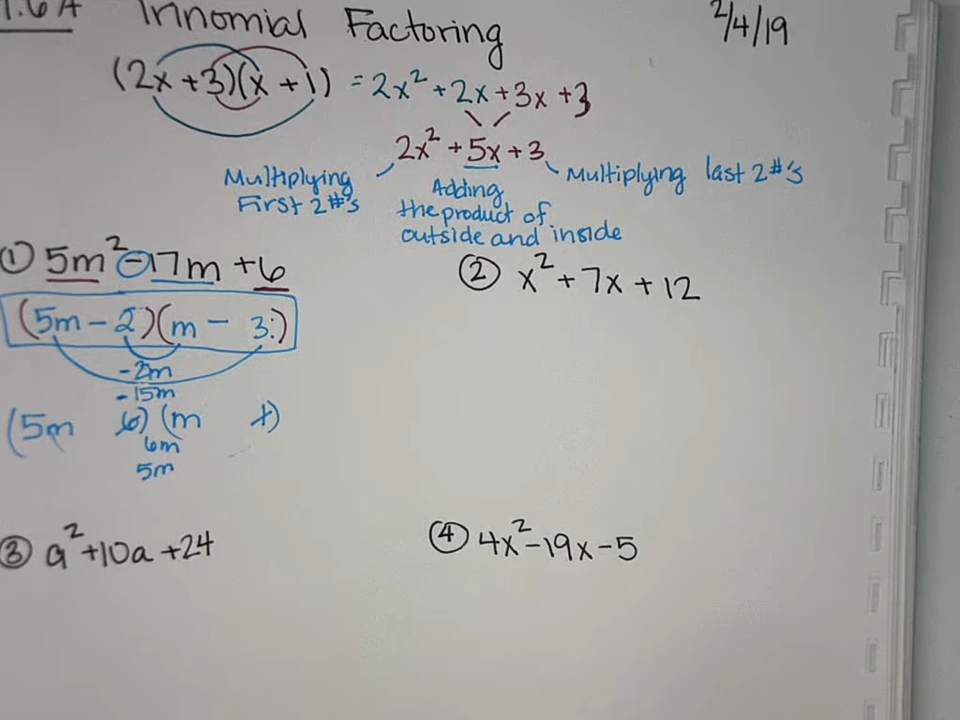 1.6A Trinomial Factoring 2/4/19
(2x + 3)(x + 1) = 2x² + 2x + 3x + 3
2x² + 5x + 3
Multiplying First 2 #'s
Adding the product of outside and inside
Multiplying last 2 #'s
① 5m² - 17m + 6
(5m - 2)(m - 3)
-2m
-15m
(5m 6)(m 1)
6m
5m
② x² + 7x + 12
③ a² + 10a + 24
④ 4x² - 19x - 5